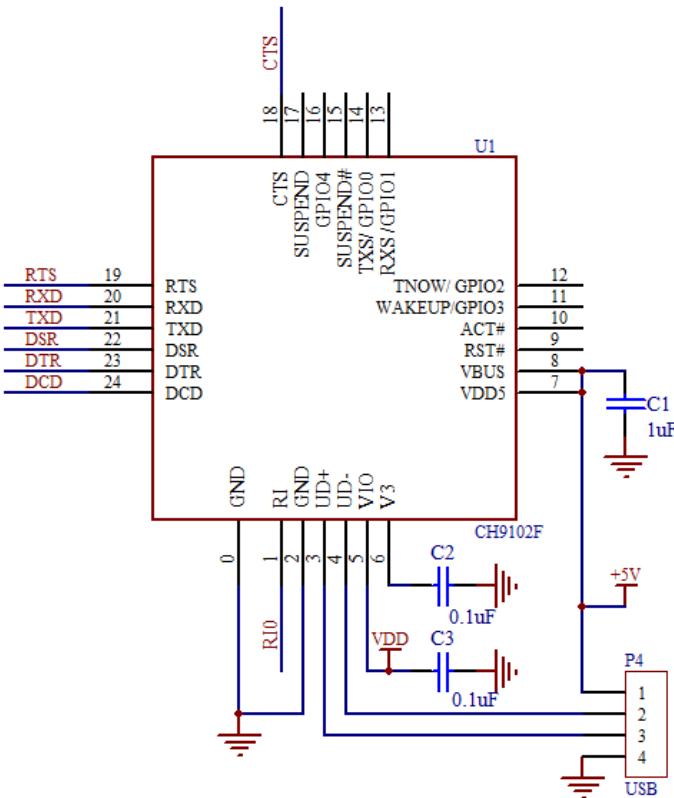 CTS
18
17
16
15
14
13
U1
CTS
SUSPEND
GPIO4
SUSPEND#
TXS/ GPIO0
RXS /GPIO1
RTS 19 RTS
RXD 20 RXD
TXD 21 TXD
DSR 22 DSR
DTR 23 DTR
DCD 24 DCD
TNOW/ GPIO2 12
WAKEUP/GPIO3 11
ACT# 10
RST# 9
VBUS 8
VDD5 7
C1
1uF
GND
RI
GND
UD+
UD-
VIO
V3
CH9102F
0
1
2
3
4
5
6
C2
0.1uF
+5V
RI0
VDD
C3
0.1uF
P4
1
2
3
4
USB